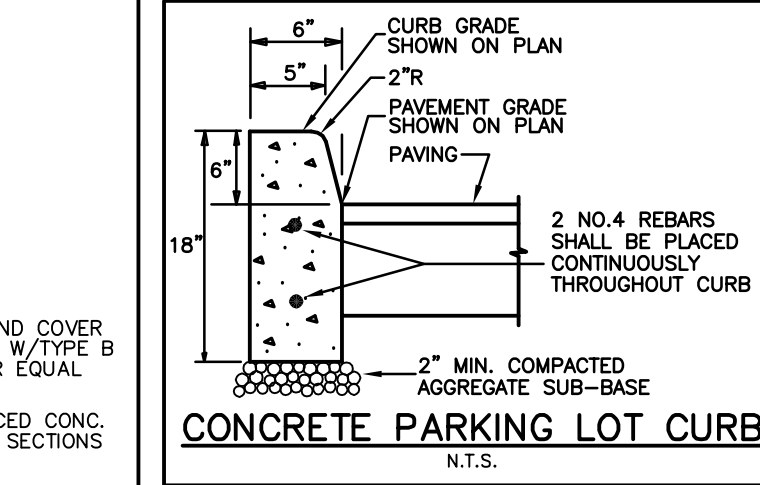 6"
CURB GRADE
SHOWN ON PLAN
5"
2"R
PAVEMENT GRADE
SHOWN ON PLAN
PAVING
6"
18"
2 NO.4 REBARS
SHALL BE PLACED
CONTINUOUSLY
THROUGHOUT CURB
ND COVER
W/TYPE B
R EQUAL
2" MIN. COMPACTED
AGGREGATE SUB-BASE
CED CONC.
SECTIONS
CONCRETE PARKING LOT CURB
N.T.S.